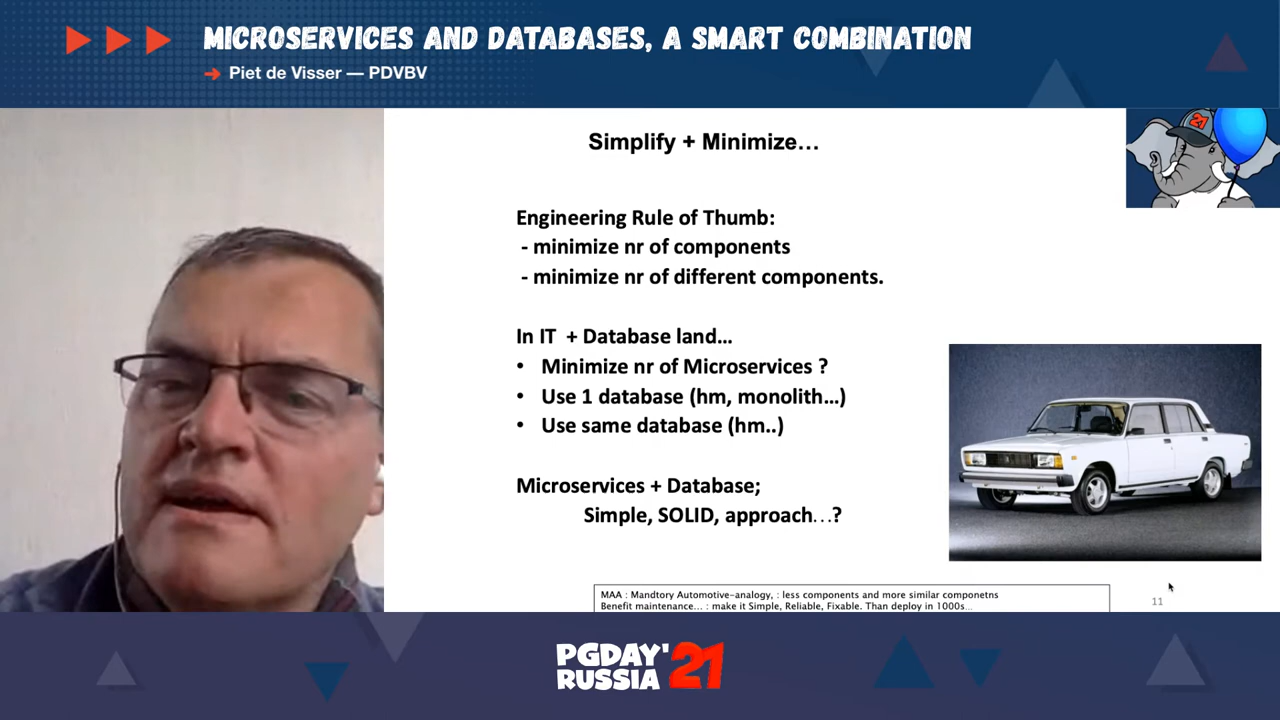 MICROSERVICES AND DATABASES, A SMART COMBINATION
Piet de Visser — PDVBV
Simplify + Minimize...
21
Engineering Rule of Thumb:
- minimize nr of components
- minimize nr of different components.
In IT + Database land...
• Minimize nr of Microservices ?
• Use 1 database (hm, monolith...)
• Use same database (hm..)
Microservices + Database;
Simple, SOLID, approach...?
MAA : Mandtory Automotive-analogy, : less components and more similar componetns
Benefit maintenance... : make it Simple, Reliable, Fixable. Than deploy in 1000s...
11
PGDAY'21
RUSSIA